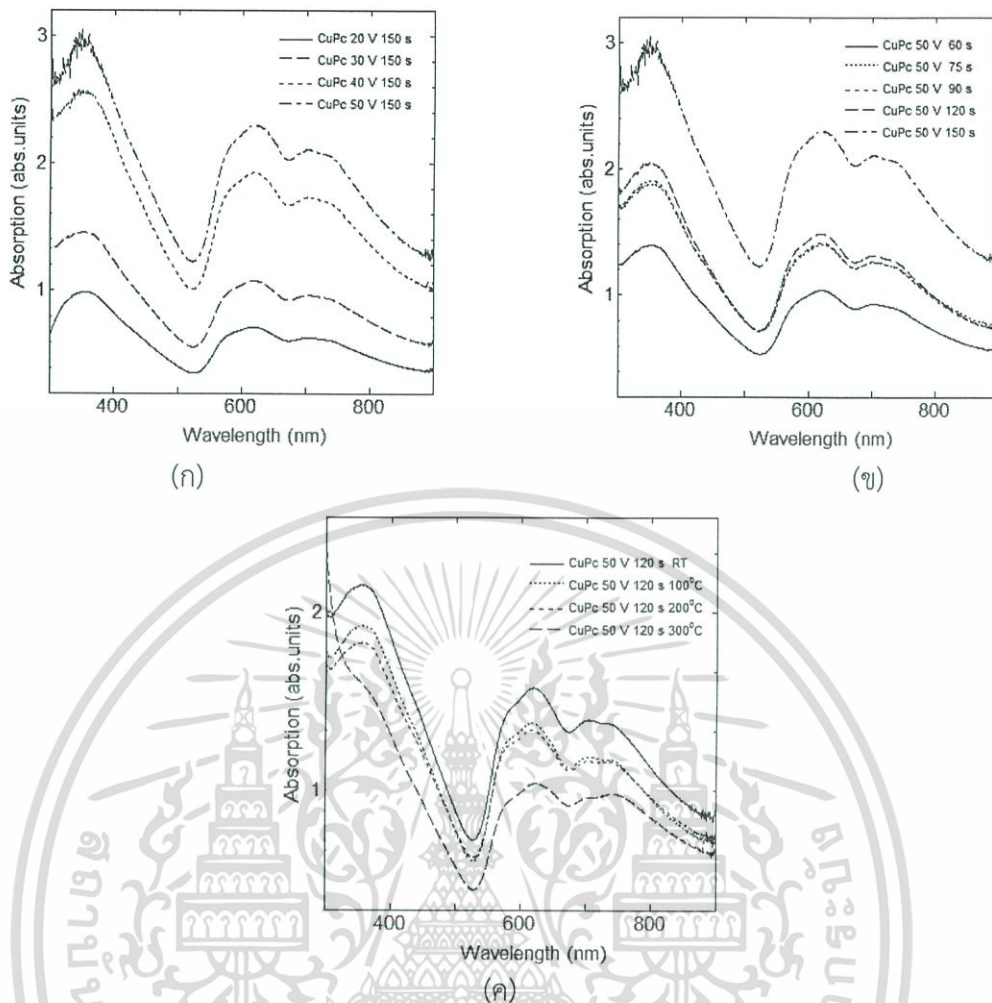 3
2
1
Absorption (abs.units)
CuPc 20 V 150 s
CuPc 30 V 150 s
CuPc 40 V 150 s
CuPc 50 V 150 s
400 600 800
Wavelength (nm)
(ก)
3
2
1
Absorption (abs.units)
CuPc 50 V 60 s
CuPc 50 V 75 s
CuPc 50 V 90 s
CuPc 50 V 120 s
CuPc 50 V 150 s
400 600 800
Wavelength (nm)
(ข)
2
1
Absorption (abs.units)
CuPc 50 V 120 s RT
CuPc 50 V 120 s 100°C
CuPc 50 V 120 s 200°C
CuPc 50 V 120 s 300°C
400 600 800
Wavelength (nm)
(ค)